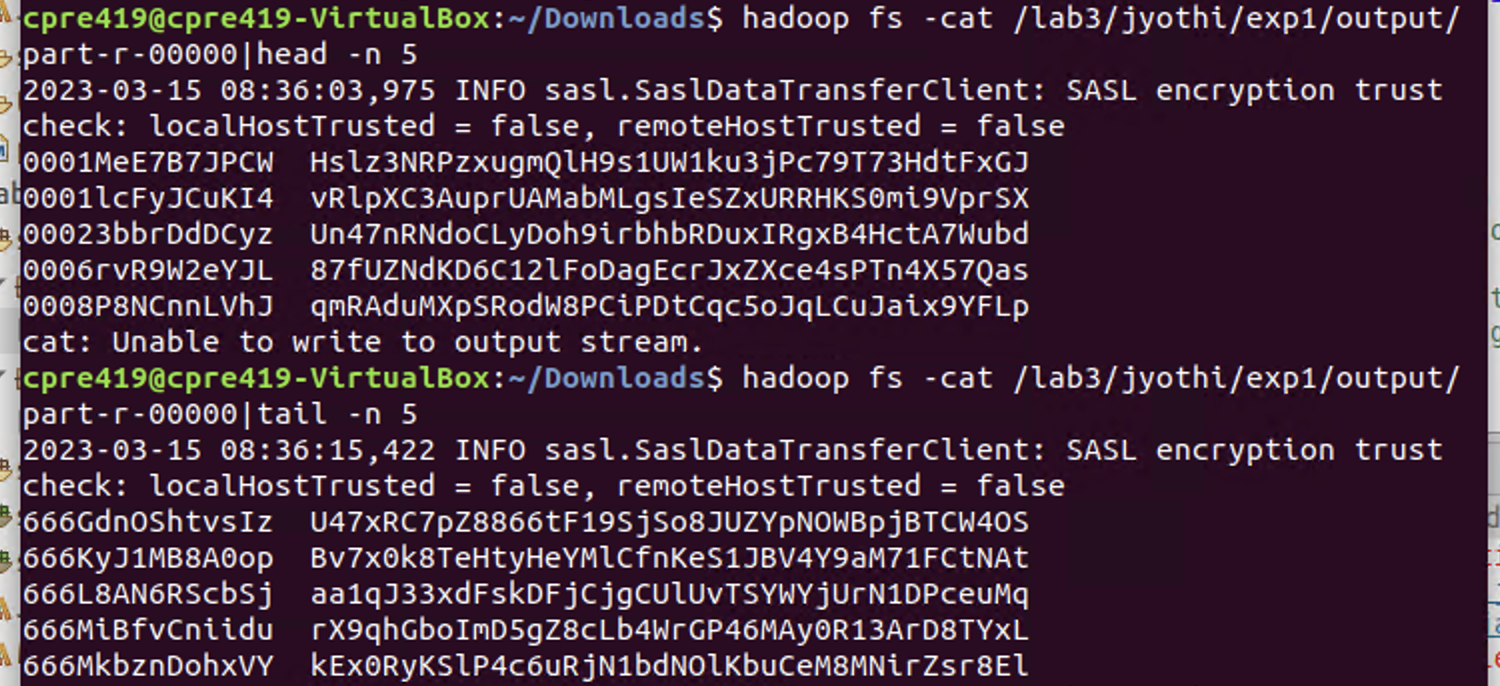 cpre419@cpre419-VirtualBox:~/Downloads$ hadoop fs -cat /lab3/jyothi/exp1/output/
part-r-00000|head -n 5
2023-03-15 08:36:03,975 INFO sasl.SaslDataTransferClient: SASL encryption trust
check: localHostTrusted = false, remoteHostTrusted = false
0001MeE7B7JPCW  Hslz3NRPzxugmQlH9s1UW1ku3jPc79T73HdtFxGJ
0001lcFyJCuKI4  vRlpXC3AuprUAMabMLgsIeSZxURRHKS0mi9VprSX
00023bbrDdDCyz  Un47nRNdoCLyDoh9irbhbRDuxIRgxB4HctA7Wubd
0006rvR9W2eYJL  87fUZNdKD6C12lFoDagEcrJxZXce4sPTn4X57Qas
0008P8NCnnLVhJ  qmRAduMXpSRodW8PCiPDtCqc5oJqLCuJaix9YFLp
cat: Unable to write to output stream.
cpre419@cpre419-VirtualBox:~/Downloads$ hadoop fs -cat /lab3/jyothi/exp1/output/
part-r-00000|tail -n 5
2023-03-15 08:36:15,422 INFO sasl.SaslDataTransferClient: SASL encryption trust
check: localHostTrusted = false, remoteHostTrusted = false
666GdnOShtvsIz  U47xRC7pZ8866tF19SjSo8JUZYpNOWBpjBTCW4OS
666KyJ1MB8A0op  Bv7x0k8TeHtyHeYMlCfnKeS1JBV4Y9aM71FCtNAt
666L8AN6RScbSj  aa1qJ33xdFskDFjCjgCUlUvTSYWYjUrN1DPceuMq
666MiBfvCniidu  rX9qhGboImD5gZ8cLb4WrGP46MAy0R13ArD8TYxL
666MkbznDohxVY  kEx0RyKSlP4c6uRjN1bdNOlKbuCeM8MNirZsr8El